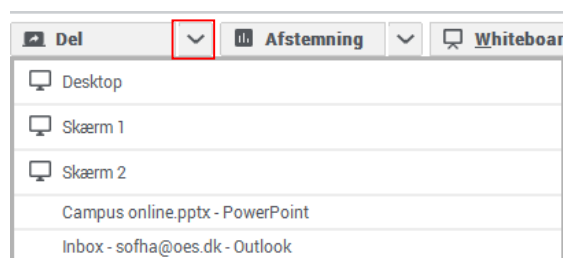 Del Afstemning Whiteboar
Desktop
Skærm 1
Skærm 2
Campus online.pptx - PowerPoint
Inbox - sofha@oes.dk - Outlook